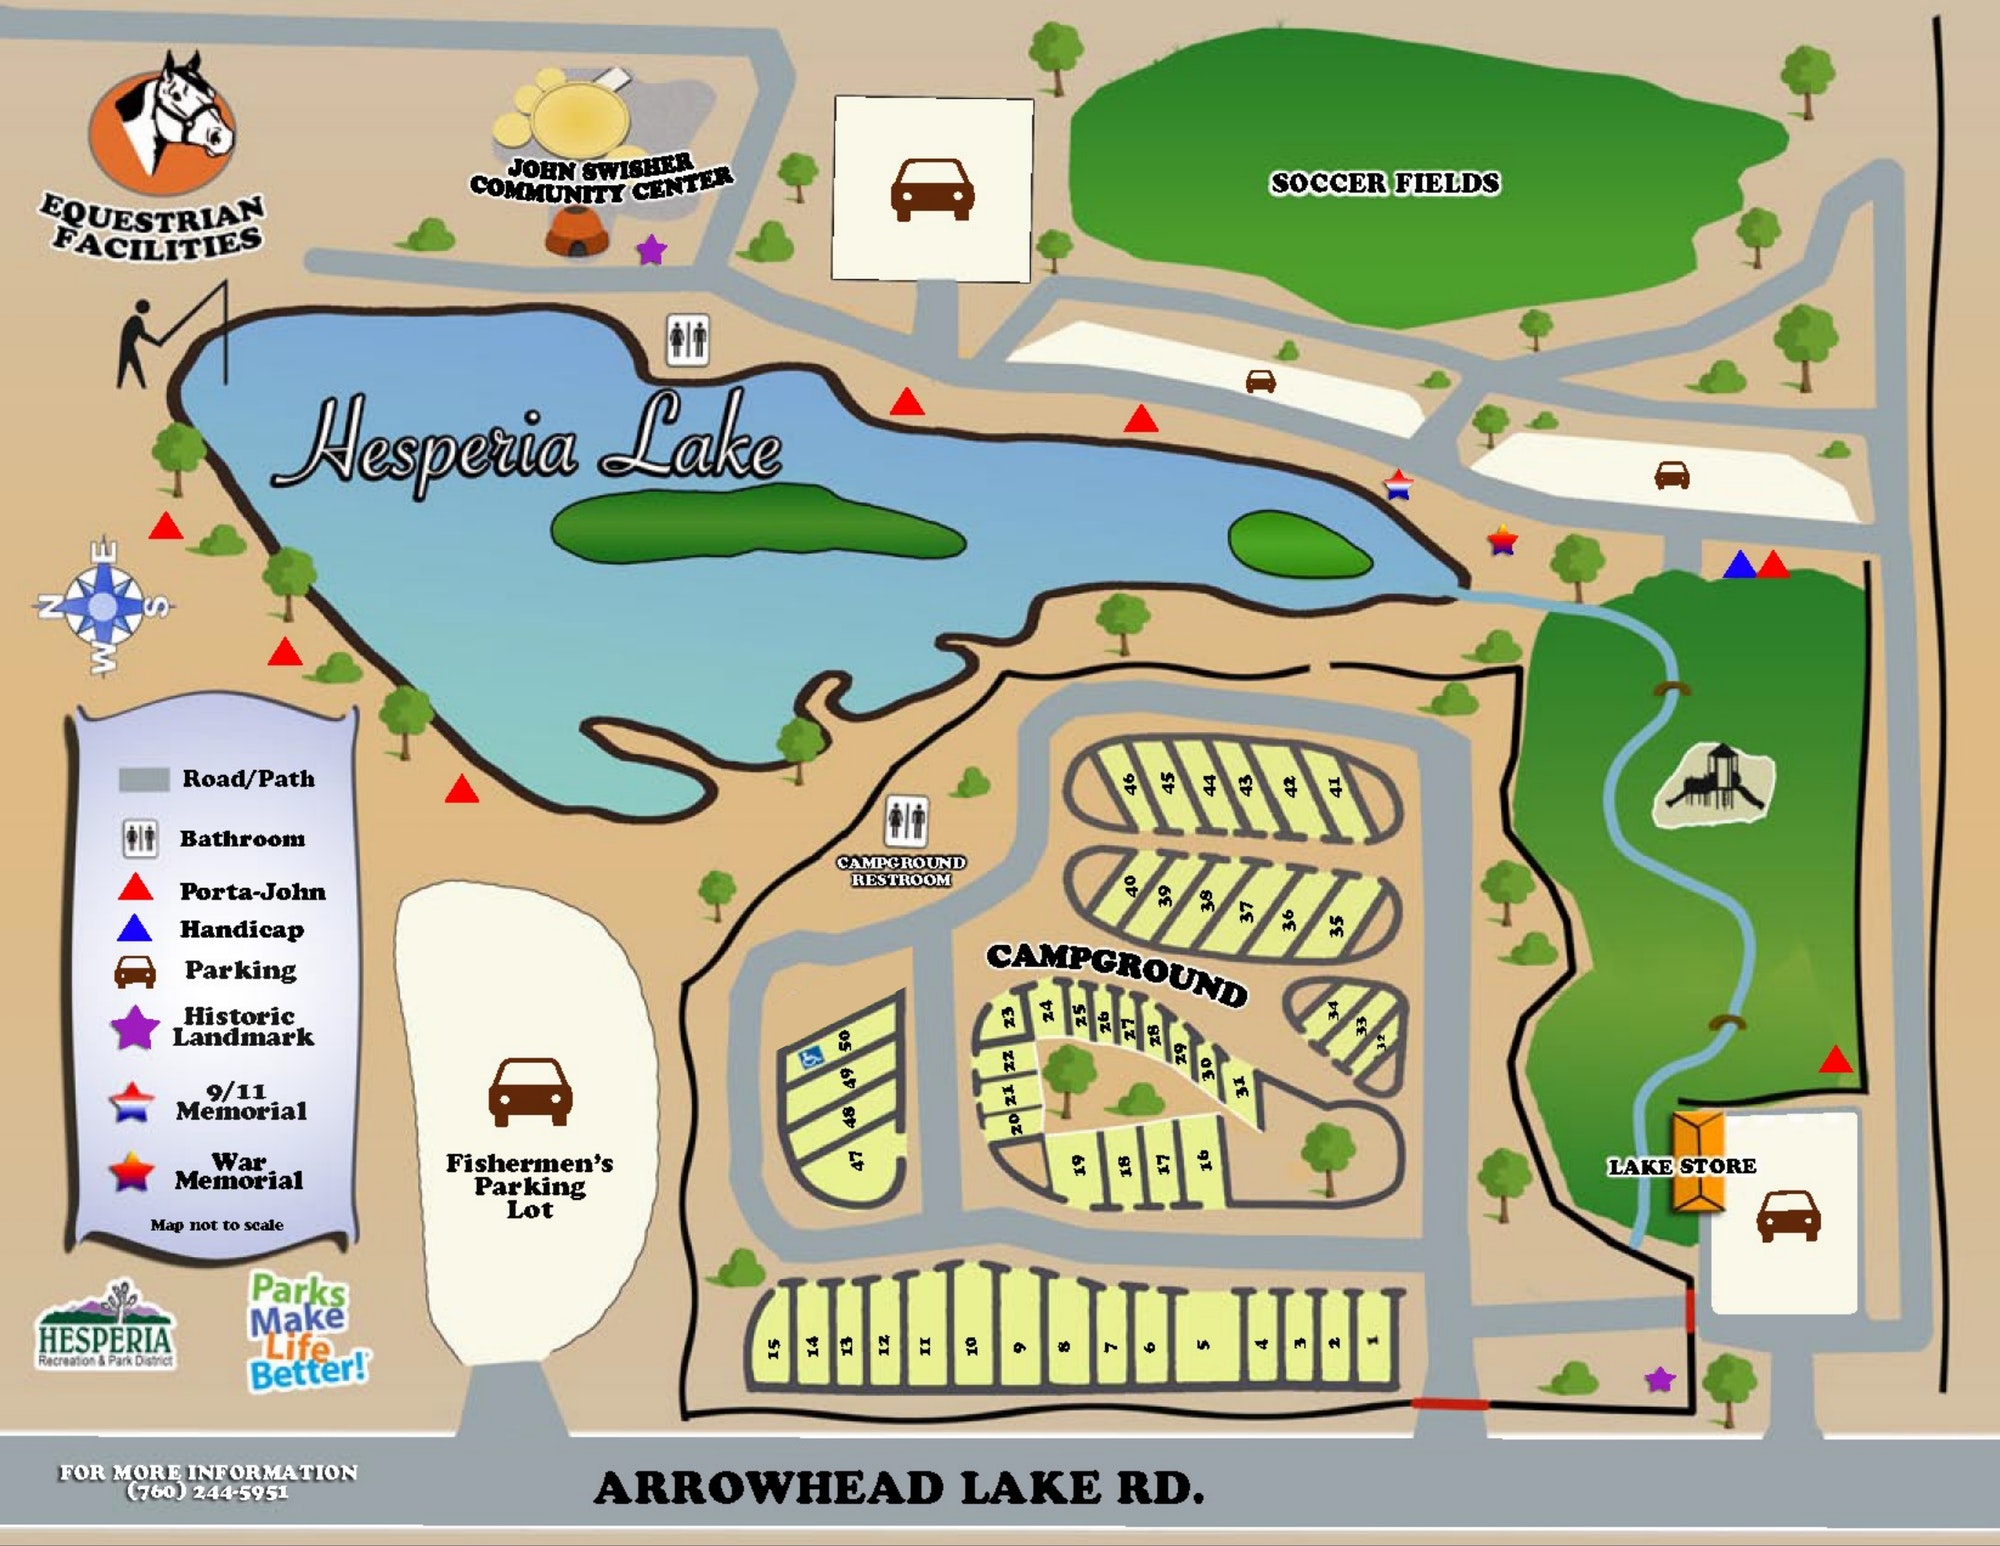 EQUESTRIAN
FACILITIES
JOHN SWISHER
COMMUNITY CENTER
SOCCER FIELDS
Hesperia Lake
E
N
S
W
Road/Path
Bathroom
Porta-John
Handicap
Parking
Historic
Landmark
9/11
Memorial
War
Memorial
Map not to scale
HESPERIA
Recreation & Park District
Parks
Make
Life
Better!
Fishermen's
Parking
Lot
CAMPGROUND
RESTROOM
46
45
44
43
42
41
40
39
38
37
36
35
CAMPGROUND
34
33
32
23
24
25
26
27
28
29
30
31
22
21
20
19
18
17
16
50
49
48
47
15
14
13
12
11
10
9
8
7
6
5
4
3
2
1
LAKE STORE
FOR MORE INFORMATION
(760) 244-5951
ARROWHEAD LAKE RD.